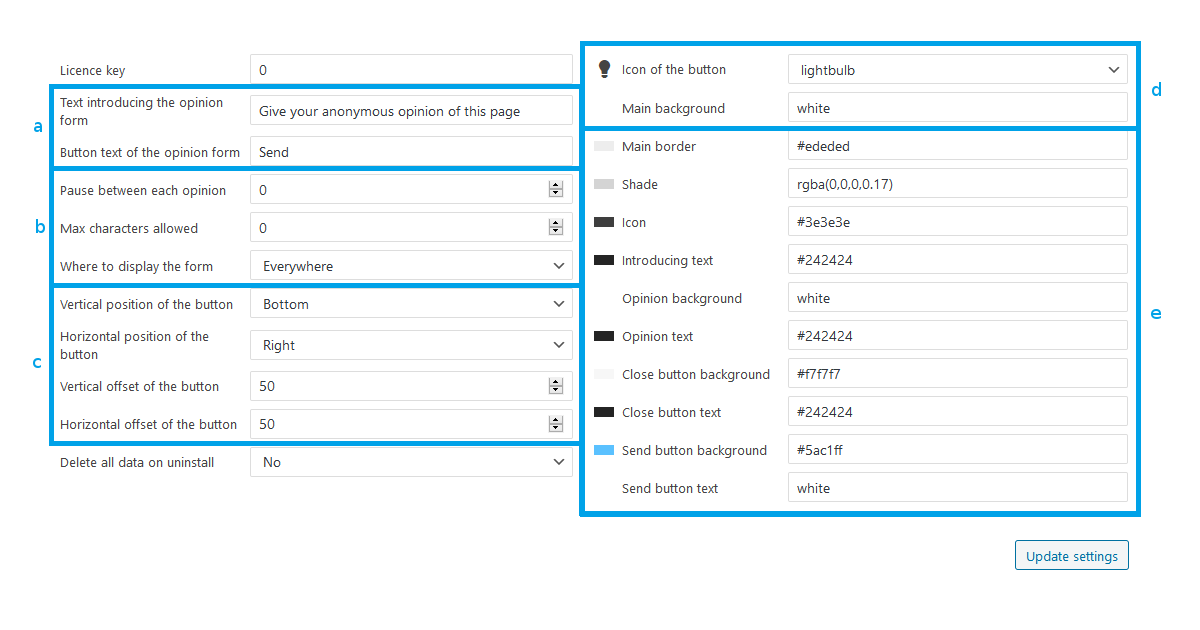 Licence key 0
a
Text introducing the opinion
form
Give your anonymous opinion of this page
Button text of the opinion form Send
b
Pause between each opinion 0
Max characters allowed 0
Where to display the form Everywhere
c
Vertical position of the button Bottom
Horizontal position of the
button
Right
Vertical offset of the button 50
Horizontal offset of the button 50
Delete all data on uninstall No
d
Icon of the button lightbulb
Main background white
e
Main border #ededed
Shade rgba(0,0,0,0.17)
Icon #3e3e3e
Introducing text #242424
Opinion background white
Opinion text #242424
Close button background #f7f7f7
Close button text #242424
Send button background #5ac1ff
Send button text white
Update settings